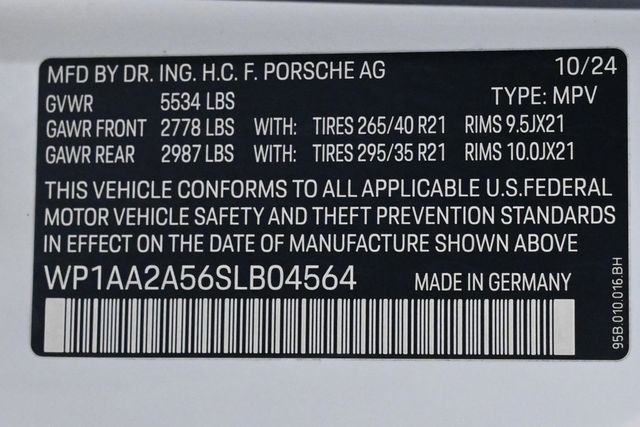 MFD BY DR. ING. H.C. F. PORSCHE AG 10/24
GVWR 5534 LBS TYPE: MPV
GAWR FRONT 2778 LBS WITH: TIRES 265/40 R21 RIMS 9.5JX21
GAWR REAR 2987 LBS WITH: TIRES 295/35 R21 RIMS 10.0JX21
THIS VEHICLE CONFORMS TO ALL APPLICABLE U.S.FEDERAL
MOTOR VEHICLE SAFETY AND THEFT PREVENTION STANDARDS
IN EFFECT ON THE DATE OF MANUFACTURE SHOWN ABOVE
WP1AA2A56SLB04564 MADE IN GERMANY
95B.010.016.BH